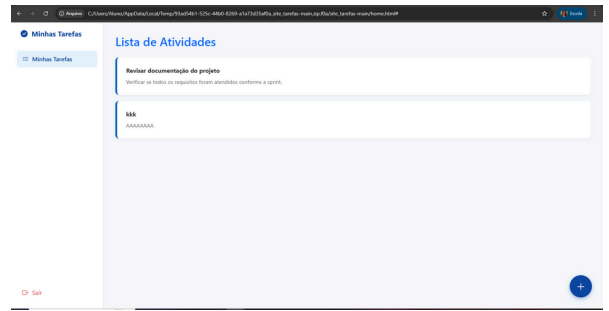 Arquivo C:/Users/Aluno/AppData/Local/Temp/93ad54b1-525c-44b0-8269-a1a73d35af0a_site_tarefas-main.zip.f0a/site_tarefas-main/home.html#
Escola
Minhas Tarefas
Minhas Tarefas
Lista de Atividades
Revisar documentação do projeto
Verificar se todos os requisitos foram atendidos conforme a sprint.
kkk
AAAAAAAA
Sair